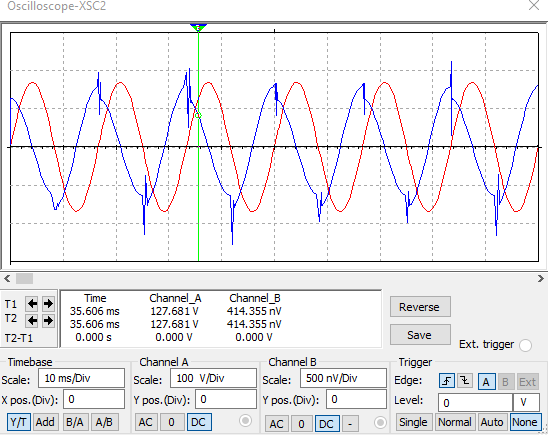 Oscilloscope-XSC2
T1
T2
T2-T1
Time Channel_A Channel_B
35.606 ms 127.681 V 414.355 nV
35.606 ms 127.681 V 414.355 nV
0.000 s 0.000 V 0.000 V
Reverse
Save
Ext. trigger
Timebase
Scale: 10 ms/Div
X pos.(Div): 0
Y/T Add B/A A/B
Channel A
Scale: 100 V/Div
Y pos.(Div): 0
AC 0 DC
Channel B
Scale: 500 nV/Div
Y pos.(Div): 0
AC 0 DC -
Trigger
Edge: A B Ext
Level: 0 V
Single Normal Auto None